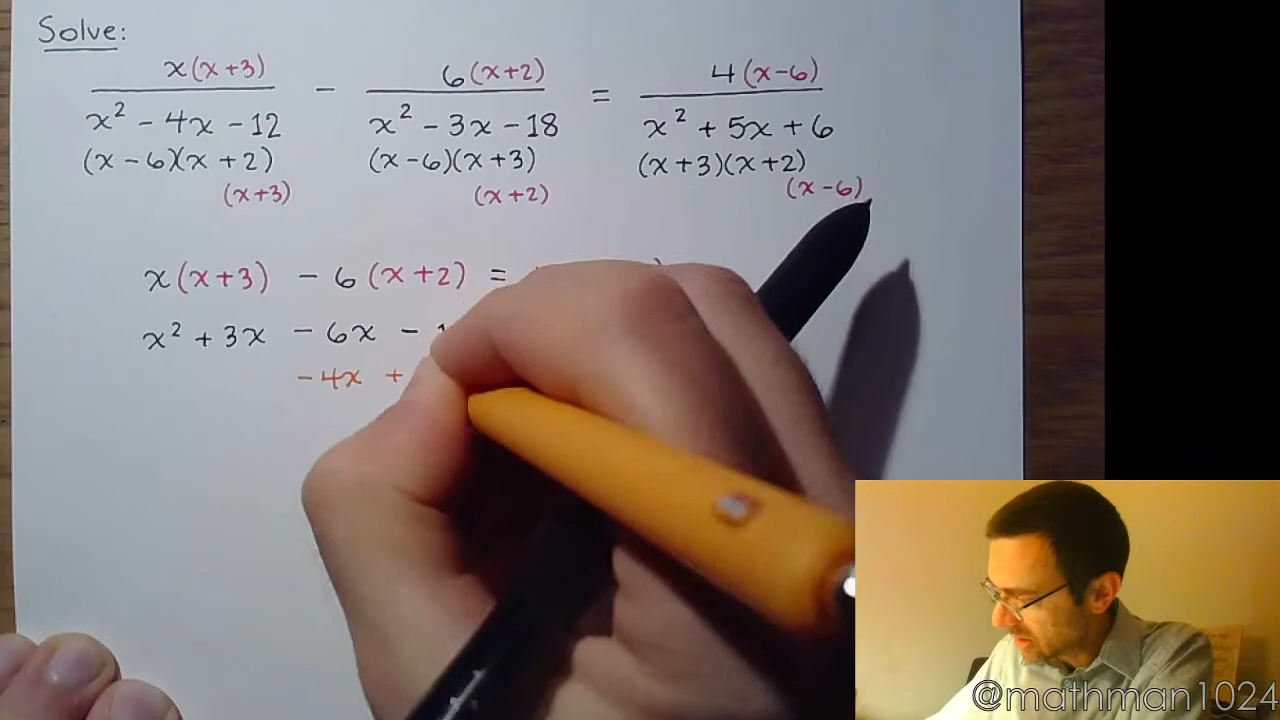 Solve:
x(x+3) − 6(x+2) = 4(x−6)
x² − 4x − 12 x² − 3x − 18 x² + 5x + 6
(x−6)(x+2) (x−6)(x+3) (x+3)(x+2)
(x+3) (x+2) (x−6)
x(x+3) − 6(x+2) =
x² + 3x − 6x −
−4x +
@mathman1024